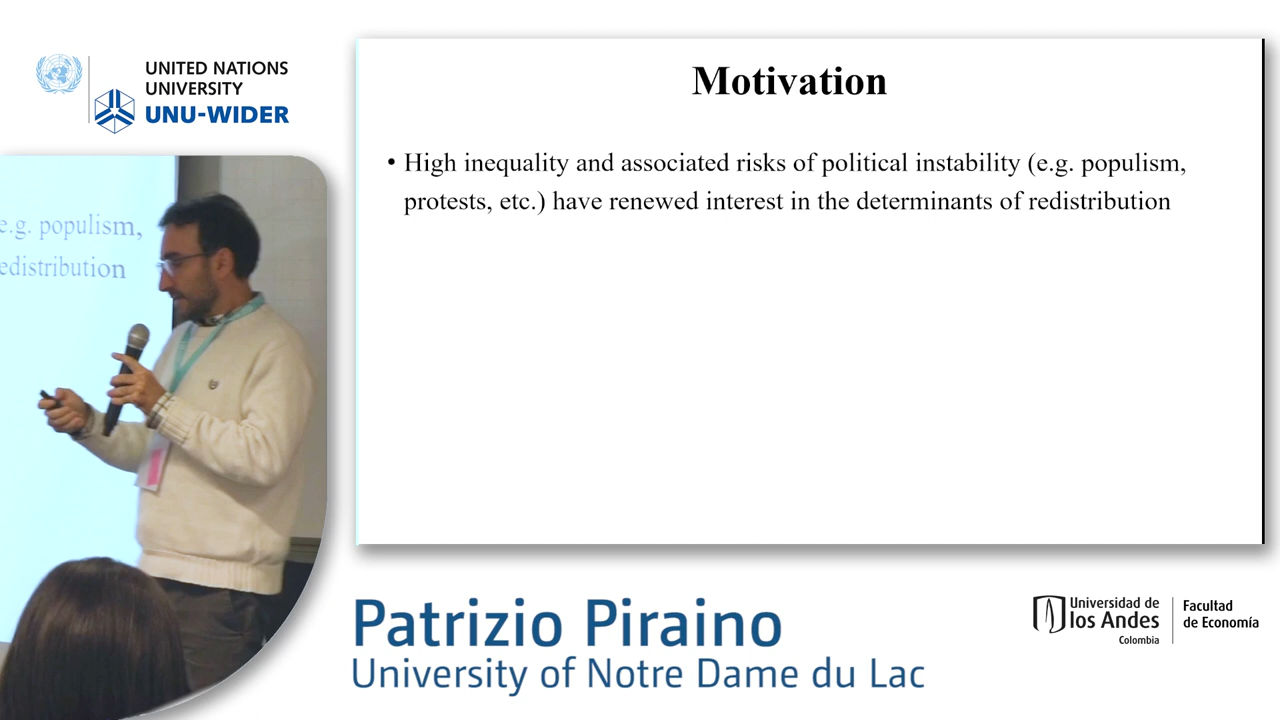 UNITED NATIONS
UNIVERSITY
UNU-WIDER
Motivation
• High inequality and associated risks of political instability (e.g. populism,
protests, etc.) have renewed interest in the determinants of redistribution
e.g. populism,
edistribution
Patrizio Piraino
University of Notre Dame du Lac
Universidad de
los Andes
Colombia
Facultad
de Economía